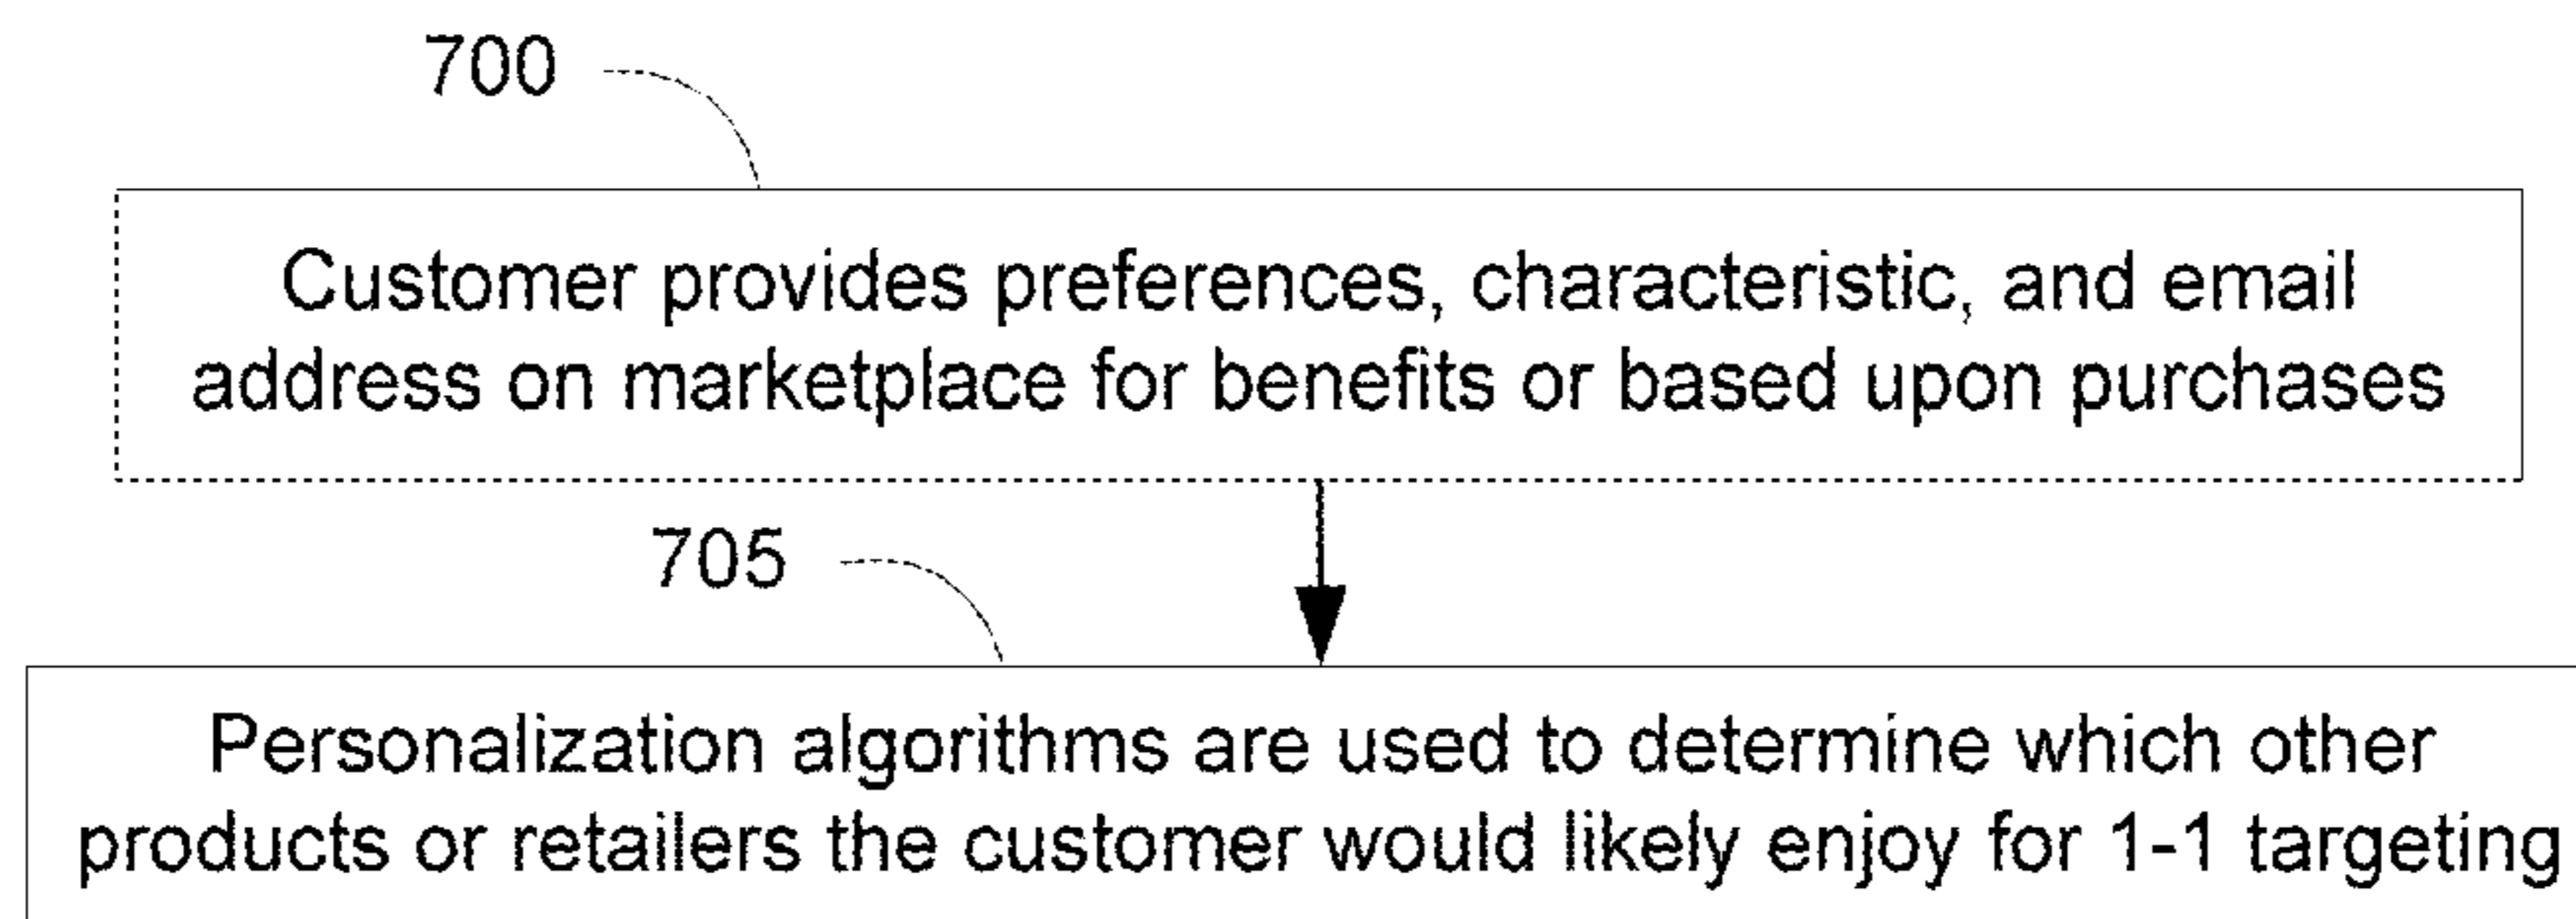 700
Customer provides preferences, characteristic, and email
address on marketplace for benefits or based upon purchases
705
Personalization algorithms are used to determine which other
products or retailers the customer would likely enjoy for 1-1 targeting